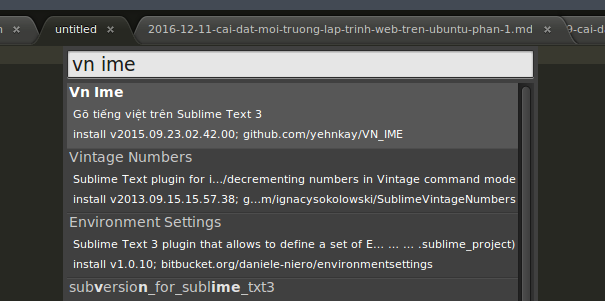 untitled
2016-12-11-cai-dat-moi-truong-lap-trinh-web-tren-ubuntu-phan-1.md
9-cai-da
vn ime
Vn Ime
Gõ tiếng việt trên Sublime Text 3
install v2015.09.23.02.42.00; github.com/yehnkay/VN_IME
Vintage Numbers
Sublime Text plugin for i.../decrementing numbers in Vintage command mode
install v2013.09.15.15.57.38; g...m/ignacysokolowski/SublimeVintageNumbers
Environment Settings
Sublime Text 3 plugin that allows to define a set of E... ... ... .sublime_project)
install v1.0.10; bitbucket.org/daniele-niero/environmentsettings
subversion_for_sublime_txt3